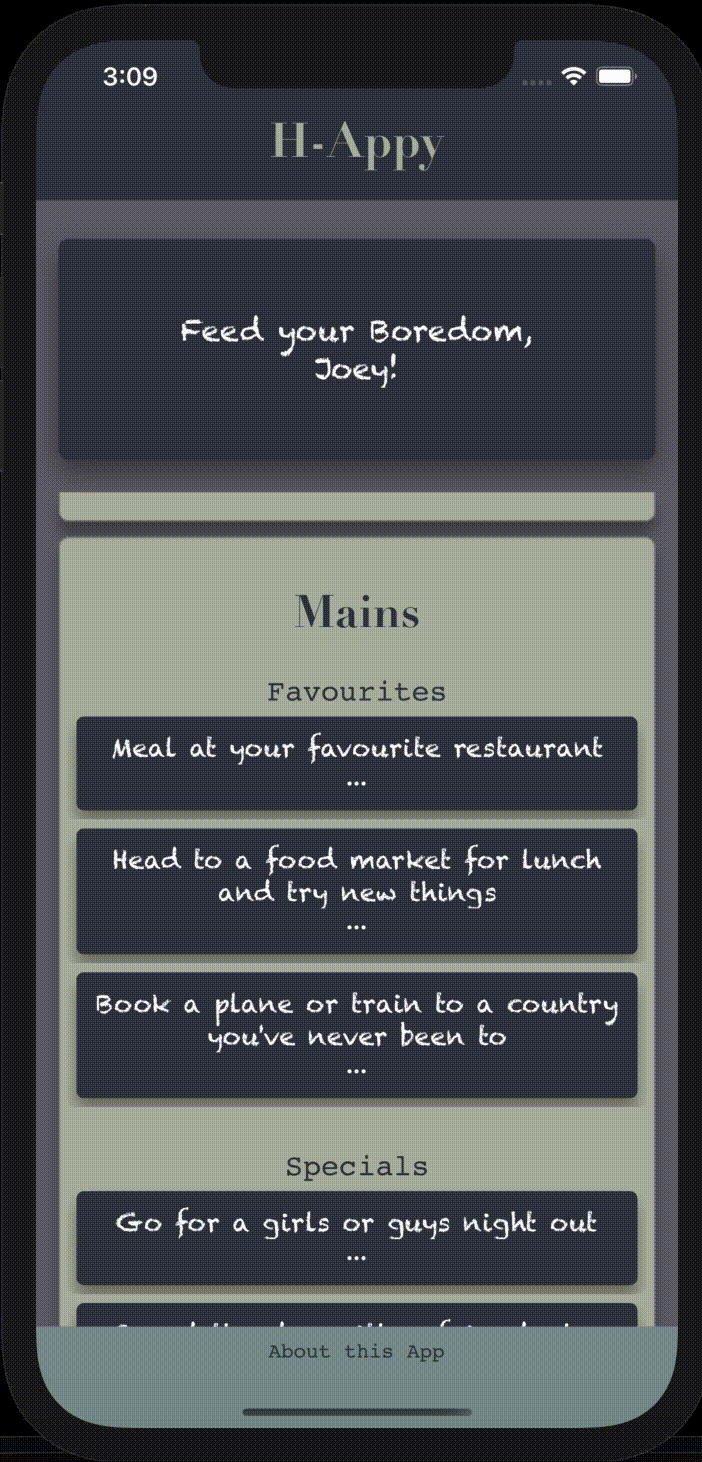 3:09
H-Appy
Feed your Boredom,
Joey!
Mains
Favourites
Meal at your favourite restaurant
...
Head to a food market for lunch
and try new things
...
Book a plane or train to a country
you've never been to
...
Specials
Go for a girls or guys night out
...
About this App